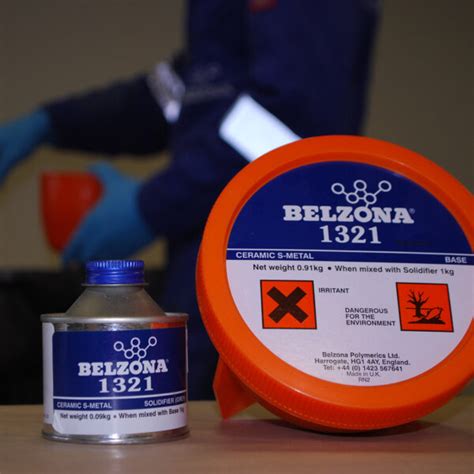 BELZONA®
1321
CERAMIC S-METAL
SOLIDIFIER
Net weight 0.09kg • When mixed with Base 1kg
BELZONA®
1321
CERAMIC S-METAL BASE
Net weight 0.91kg • When mixed with Solidifier 1kg
IRRITANT
DANGEROUS
FOR THE
ENVIRONMENT
Belzona Polymerics Ltd.
Harrogate, HG1 4AY, England.
Tel: +44 (0) 1423 567641
Made in U.K.
RN2